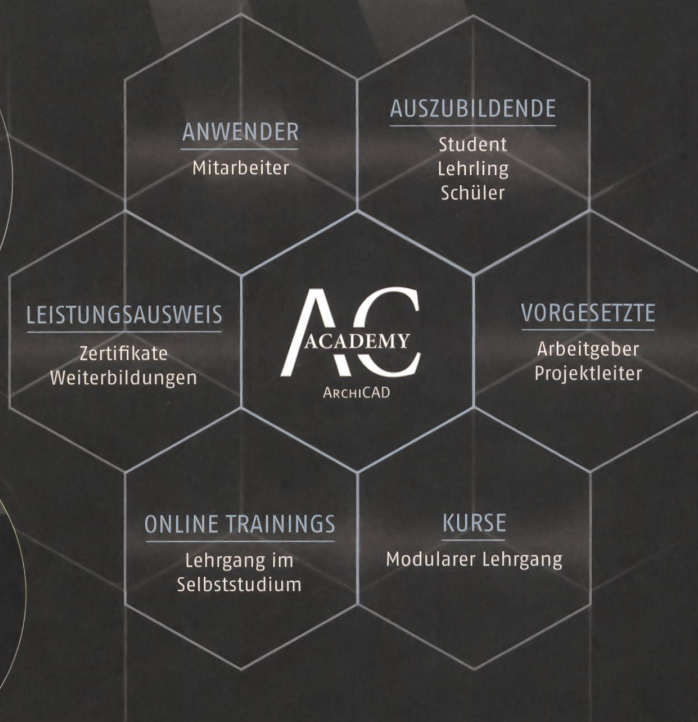 ANWENDER
Mitarbeiter
AUSZUBILDENDE
Student
Lehrling
Schüler
LEISTUNGSAUSWEIS
Zertifikate
Weiterbildungen
AC
ACADEMY
ARCHICAD
VORGESETZTE
Arbeitgeber
Projektleiter
ONLINE TRAININGS
Lehrgang im
Selbststudium
KURSE
Modularer Lehrgang